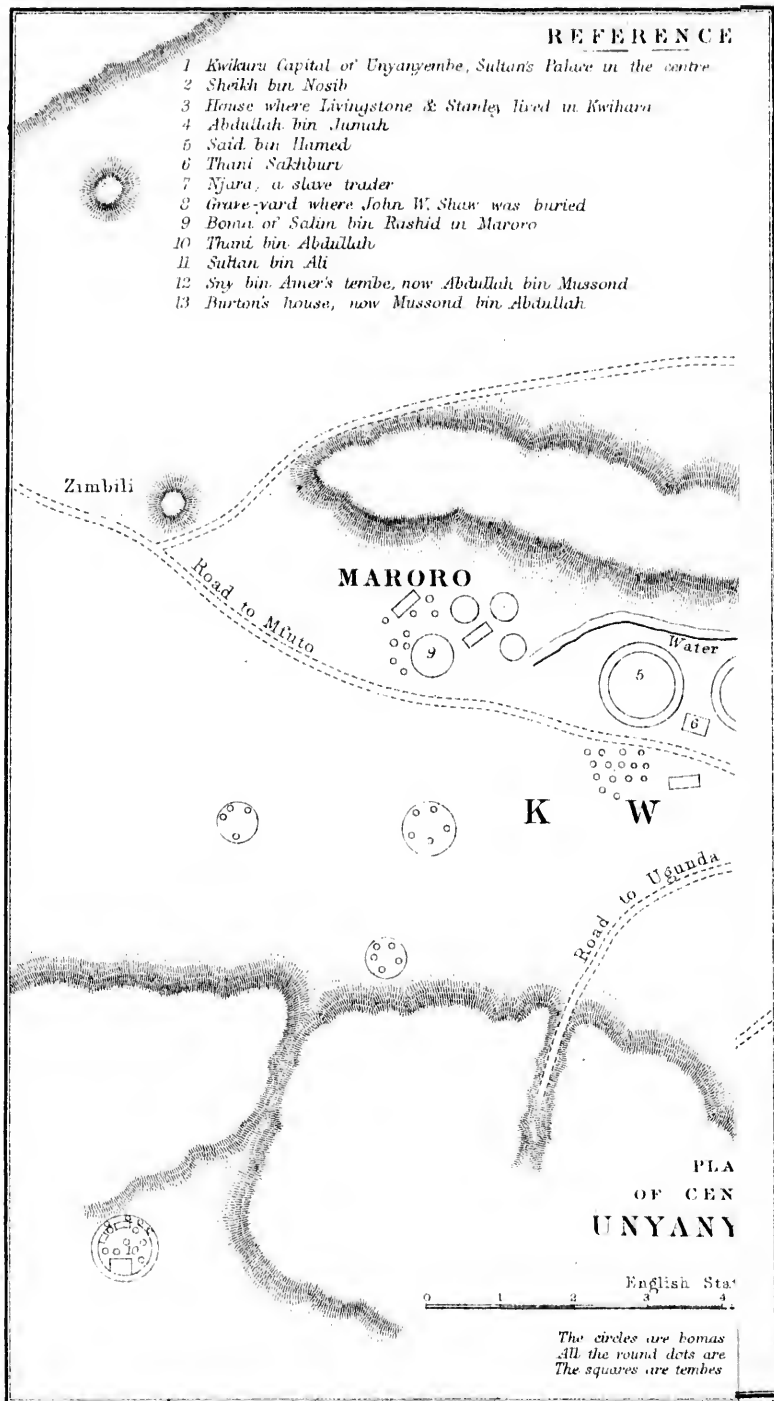 REFERENCE
1 Kwikuru Capital of Unyanyembe, Sultan's Palace in the centre
2 Sheikh bin Nosib
3 House where Livingstone & Stanley lived in Kwihara
4 Abdullah bin Jumah
5 Said bin Hamed
6 Thani Sakhburi
7 Njara, a slave trader
8 Grave-yard where John W. Shaw was buried
9 Boma of Salim bin Rashid in Maroro
10 Thani bin Abdullah
11 Sultan bin Ali
12 Sny bin Amer's tembe, now Abdullah bin Mussond
13 Burton's house, now Mussond bin Abdullah
Zimbili
Road to Mfuto
MARORO
9
Water
5
6
K W
Road to Ugunda
10
PLA
OF CEN
UNYANY
English Stat
0 1 2 3 4
The circles are bomas
All the round dots are
The squares are tembes